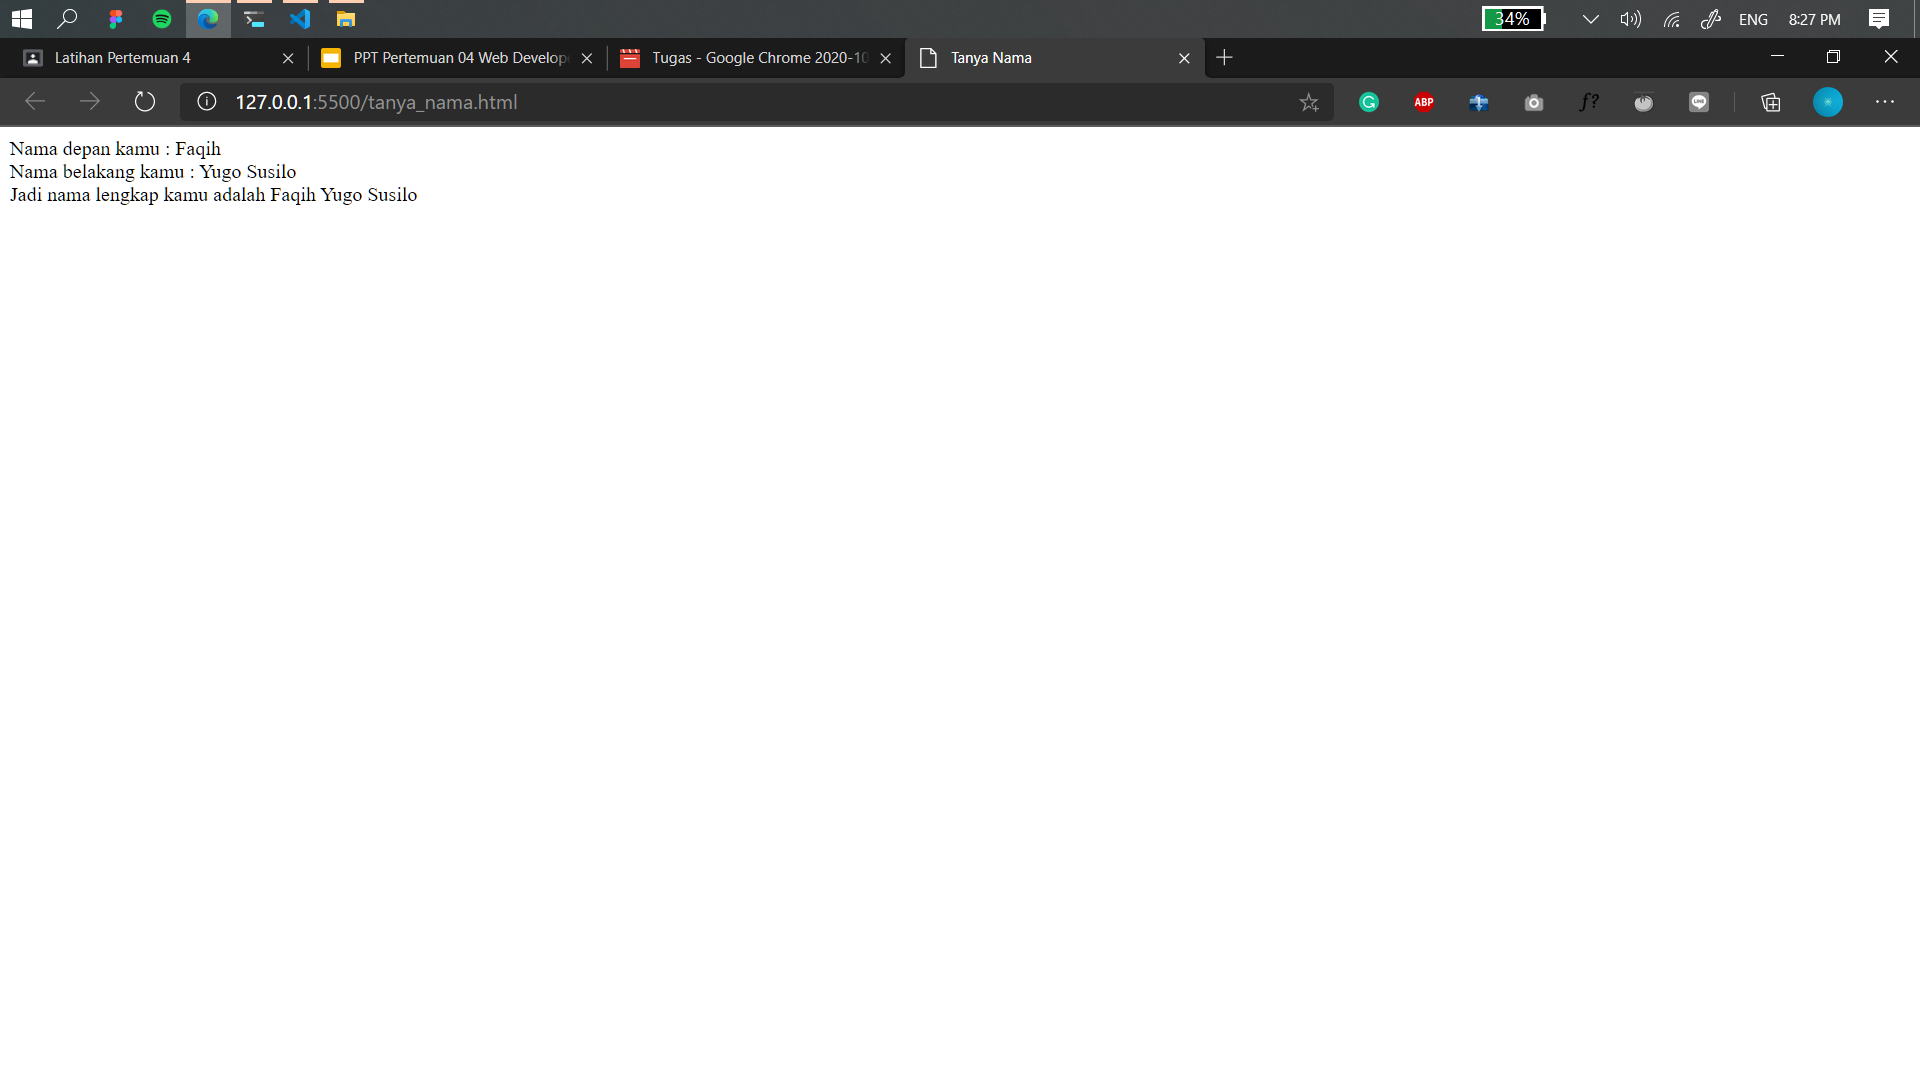 34%
ENG
8:27 PM
Latihan Pertemuan 4
PPT Pertemuan 04 Web Develop
Tugas - Google Chrome 2020-10
Tanya Nama
127.0.0.1:5500/tanya_nama.html
G
ABP
f?
LINE
Nama depan kamu : Faqih
Nama belakang kamu : Yugo Susilo
Jadi nama lengkap kamu adalah Faqih Yugo Susilo